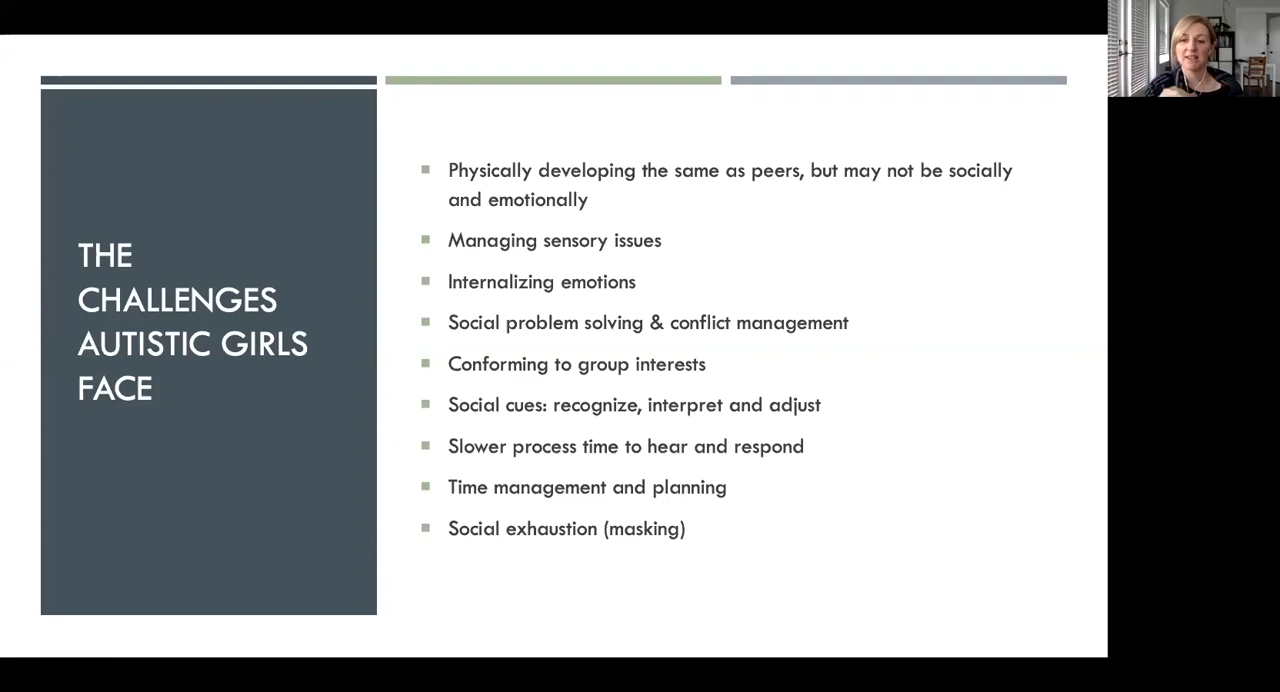 THE
CHALLENGES
AUTISTIC GIRLS
FACE
Physically developing the same as peers, but may not be socially
and emotionally
Managing sensory issues
Internalizing emotions
Social problem solving & conflict management
Conforming to group interests
Social cues: recognize, interpret and adjust
Slower process time to hear and respond
Time management and planning
Social exhaustion (masking)